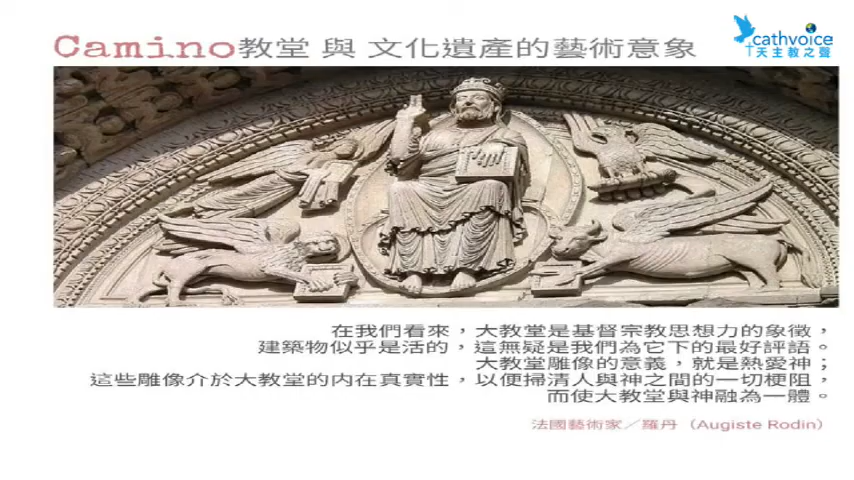 Camino教堂 與 文化遺產的藝術意象
cathvoice
天主教之聲
在我們看來，大教堂是基督宗教思想力的象徵，
建築物似乎是活的，這無疑是我們為它下的最好評語。
大教堂雕像的意義，就是熱愛神；
這些雕像介於大教堂的內在真實性，以便掃清人與神之間的一切梗阻，
而使大教堂與神融為一體。
法國藝術家／羅丹（Augiste Rodin）